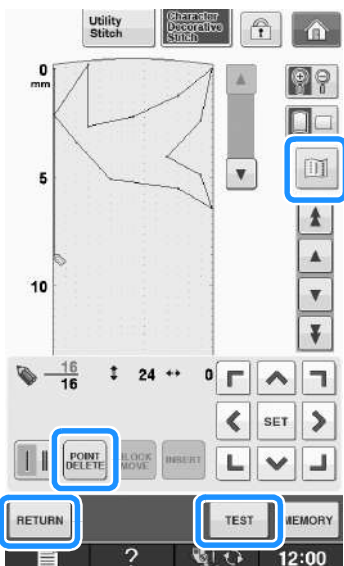 Utility
Stitch
Character
Decorative
Stitch
0
mm
5
10
16
16
24
0
SET
POINT
DELETE
BLOCK
MOVE
INSERT
RETURN
TEST
MEMORY
?
12:00